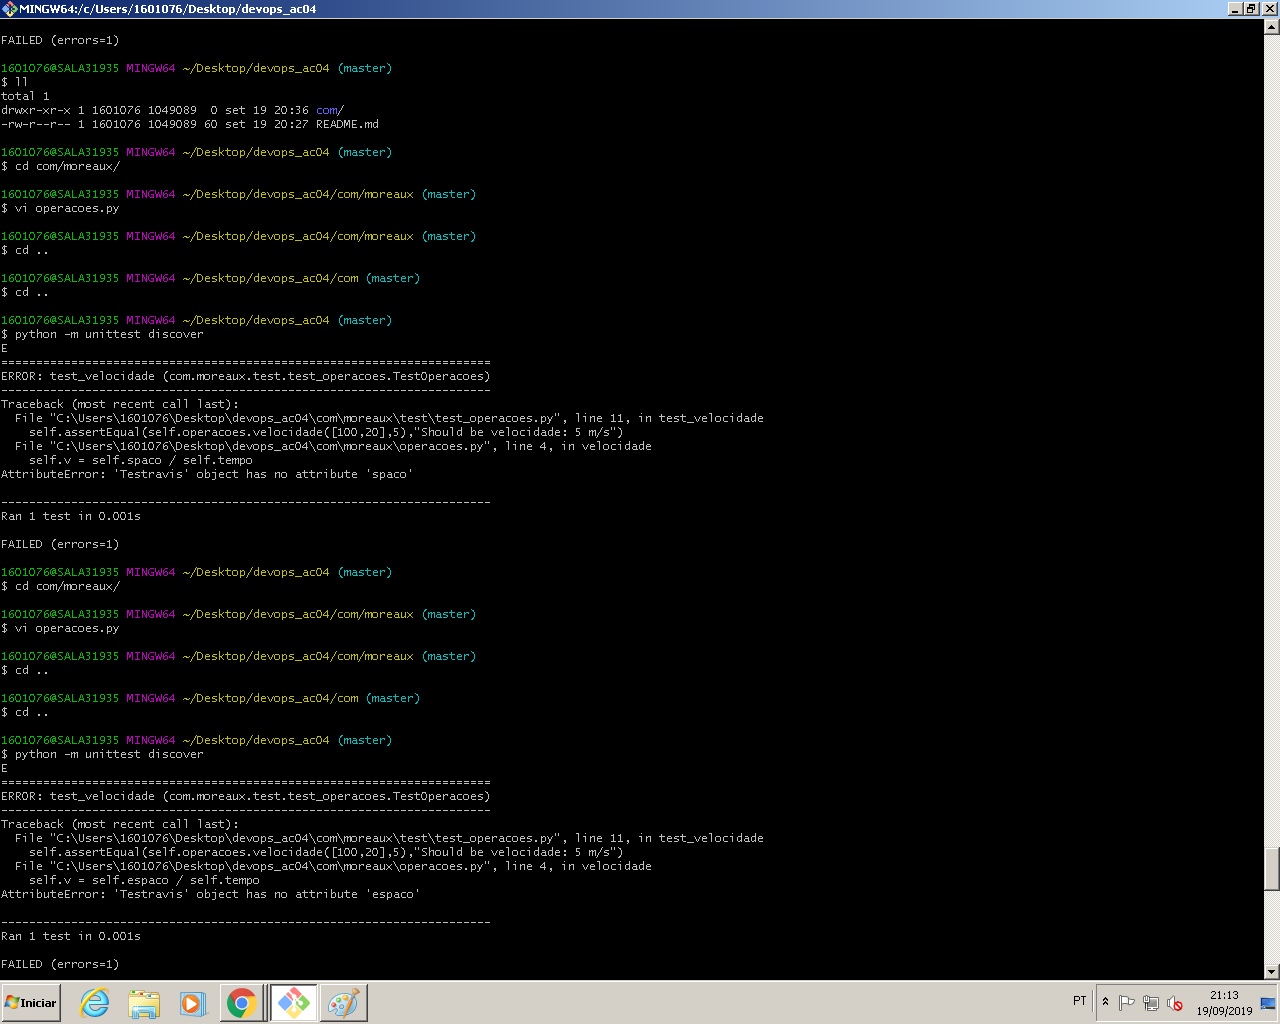 MINGW64:/c/Users/1601076/Desktop/devops_ac04
FAILED (errors=1)
1601076@SALA31935 MINGW64 ~/Desktop/devops_ac04 (master)
$ ll
total 1
drwxr-xr-x 1 1601076 1049089  0 set 19 20:36 com/
-rw-r--r-- 1 1601076 1049089 60 set 19 20:27 README.md
1601076@SALA31935 MINGW64 ~/Desktop/devops_ac04 (master)
$ cd com/moreaux/
1601076@SALA31935 MINGW64 ~/Desktop/devops_ac04/com/moreaux (master)
$ vi operacoes.py
1601076@SALA31935 MINGW64 ~/Desktop/devops_ac04/com/moreaux (master)
$ cd ..
1601076@SALA31935 MINGW64 ~/Desktop/devops_ac04/com (master)
$ cd ..
1601076@SALA31935 MINGW64 ~/Desktop/devops_ac04 (master)
$ python -m unittest discover
E
======================================================================
ERROR: test_velocidade (com.moreaux.test.test_operacoes.TestOperacoes)
----------------------------------------------------------------------
Traceback (most recent call last):
  File "C:\Users\1601076\Desktop\devops_ac04\com\moreaux\test\test_operacoes.py", line 11, in test_velocidade
    self.assertEqual(self.operacoes.velocidade([100,20],5),"Should be velocidade: 5 m/s")
  File "C:\Users\1601076\Desktop\devops_ac04\com\moreaux\operacoes.py", line 4, in velocidade
    self.v = self.spaco / self.tempo
AttributeError: 'Testravis' object has no attribute 'spaco'
----------------------------------------------------------------------
Ran 1 test in 0.001s
FAILED (errors=1)
1601076@SALA31935 MINGW64 ~/Desktop/devops_ac04 (master)
$ cd com/moreaux/
1601076@SALA31935 MINGW64 ~/Desktop/devops_ac04/com/moreaux (master)
$ vi operacoes.py
1601076@SALA31935 MINGW64 ~/Desktop/devops_ac04/com/moreaux (master)
$ cd ..
1601076@SALA31935 MINGW64 ~/Desktop/devops_ac04/com (master)
$ cd ..
1601076@SALA31935 MINGW64 ~/Desktop/devops_ac04 (master)
$ python -m unittest discover
E
======================================================================
ERROR: test_velocidade (com.moreaux.test.test_operacoes.TestOperacoes)
----------------------------------------------------------------------
Traceback (most recent call last):
  File "C:\Users\1601076\Desktop\devops_ac04\com\moreaux\test\test_operacoes.py", line 11, in test_velocidade
    self.assertEqual(self.operacoes.velocidade([100,20],5),"Should be velocidade: 5 m/s")
  File "C:\Users\1601076\Desktop\devops_ac04\com\moreaux\operacoes.py", line 4, in velocidade
    self.v = self.espaco / self.tempo
AttributeError: 'Testravis' object has no attribute 'espaco'
----------------------------------------------------------------------
Ran 1 test in 0.001s
FAILED (errors=1)
Iniciar
PT
21:13
19/09/2019